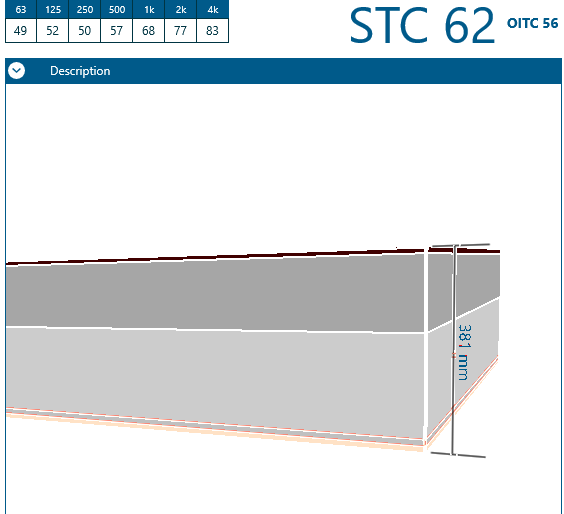 63 125 250 500 1k 2k 4k
49 52 50 57 68 77 83
STC 62 OITC 56
Description
381 mm